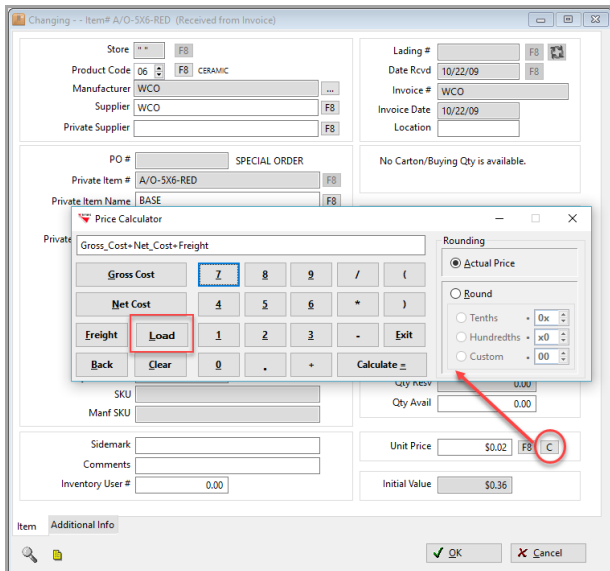 Changing - - Item# A/O-5X6-RED (Received from Invoice)
Store " " F8
Product Code 06 F8 CERAMIC
Manufacturer WCO ...
Supplier WCO F8
Private Supplier F8
Lading # F8
Date Rcvd 10/22/09 F8
Invoice # WCO
Invoice Date 10/22/09
Location
PO # SPECIAL ORDER
Private Item # A/O-5X6-RED F8
Private Item Name BASE F8
No Carton/Buying Qty is available.
Private
Price Calculator
Gross_Cost+Net_Cost+Freight
Gross Cost 7 8 9 / (
Net Cost 4 5 6 * )
Freight Load 1 2 3 - Exit
Back Clear 0 . + Calculate =
Rounding
Actual Price
Round
Tenths • 0x
Hundredths • x0
Custom • 00
SKU
Manf SKU
Qty Resv 0.00
Qty Avail 0.00
Sidemark
Comments
Inventory User # 0.00
Unit Price $0.02 F8 C
Initial Value $0.36
Item Additional Info
OK Cancel